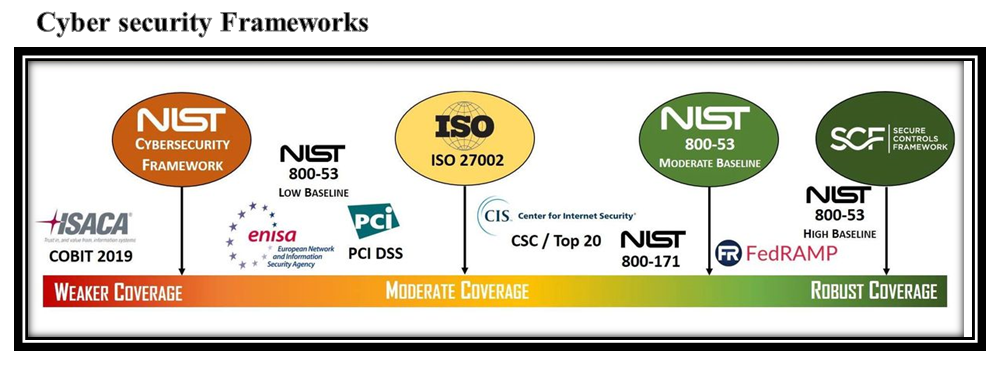 Cyber security Frameworks
NIST
CYBERSECURITY
FRAMEWORK
NIST
800-53
LOW BASELINE
ISO
ISO 27002
NIST
800-53
MODERATE BASELINE
SCF
SECURE
CONTROLS
FRAMEWORK
ISACA
Trust in, and value from, information systems
COBIT 2019
enisa
European Network
and Information
Security Agency
PCi
PCI DSS
CIS. Center for Internet Security®
CSC / Top 20
NIST
800-171
FR FedRAMP
NIST
800-53
HIGH BASELINE
WEAKER COVERAGE
MODERATE COVERAGE
ROBUST COVERAGE